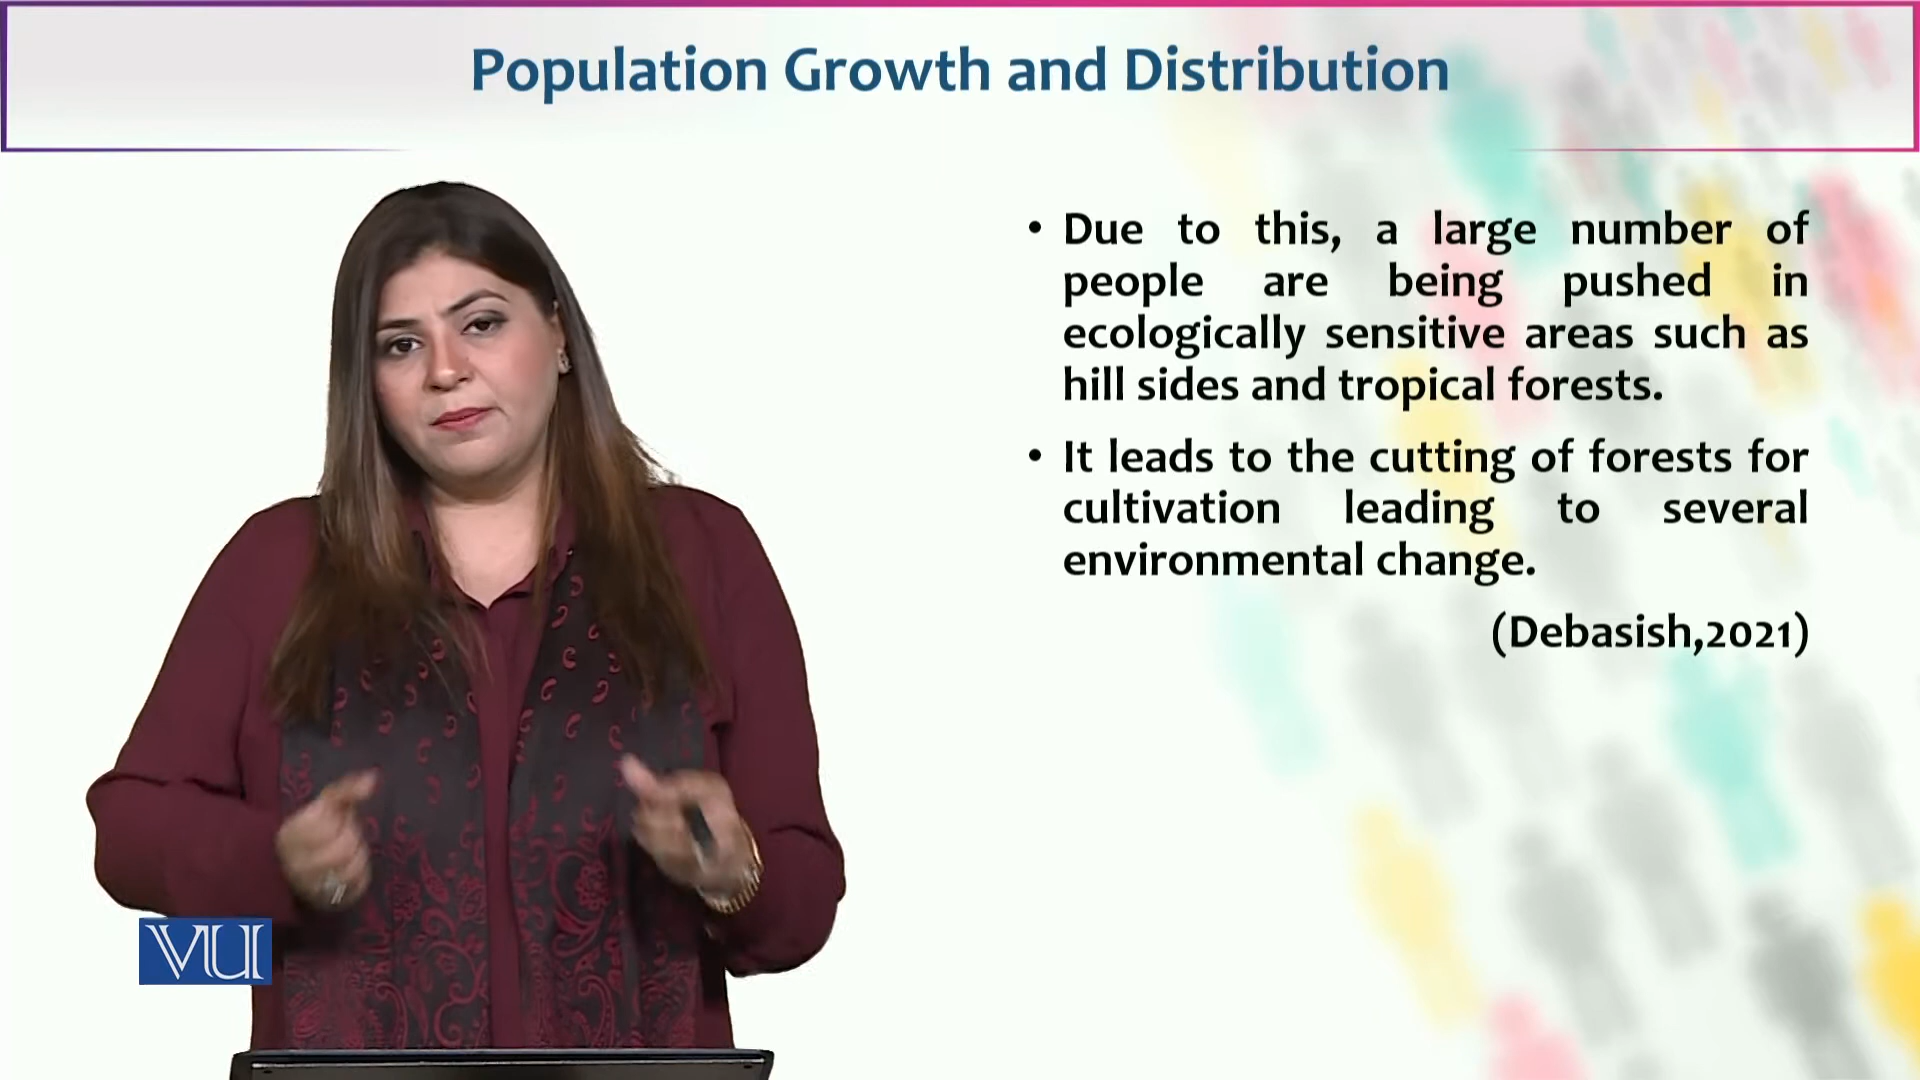 Population Growth and Distribution
• Due to this, a large number of
people are being pushed in
ecologically sensitive areas such as
hill sides and tropical forests.
• It leads to the cutting of forests for
cultivation leading to several
environmental change.
(Debasish,2021)
VU